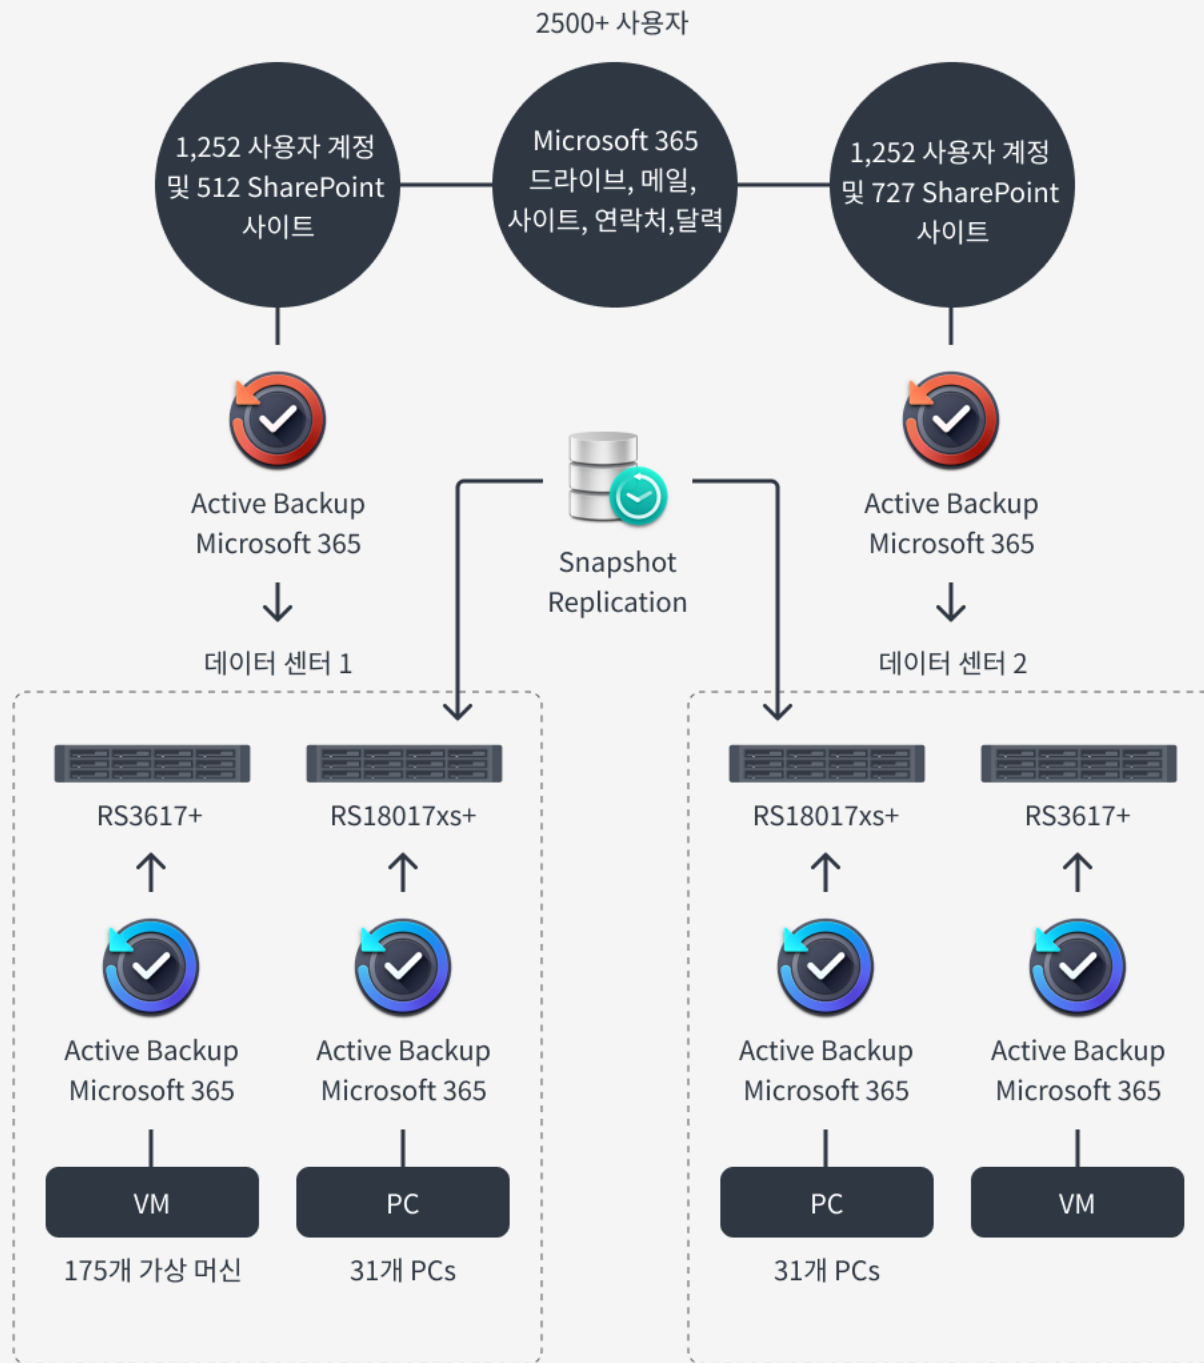 2500+ 사용자
1,252 사용자 계정
및 512 SharePoint
사이트
Microsoft 365
드라이브, 메일,
사이트, 연락처,달력
1,252 사용자 계정
및 727 SharePoint
사이트
Active Backup
Microsoft 365
Snapshot
Replication
Active Backup
Microsoft 365
데이터 센터 1
데이터 센터 2
RS3617+
RS18017xs+
RS18017xs+
RS3617+
Active Backup
Microsoft 365
Active Backup
Microsoft 365
Active Backup
Microsoft 365
Active Backup
Microsoft 365
VM
PC
PC
VM
175개 가상 머신
31개 PCs
31개 PCs